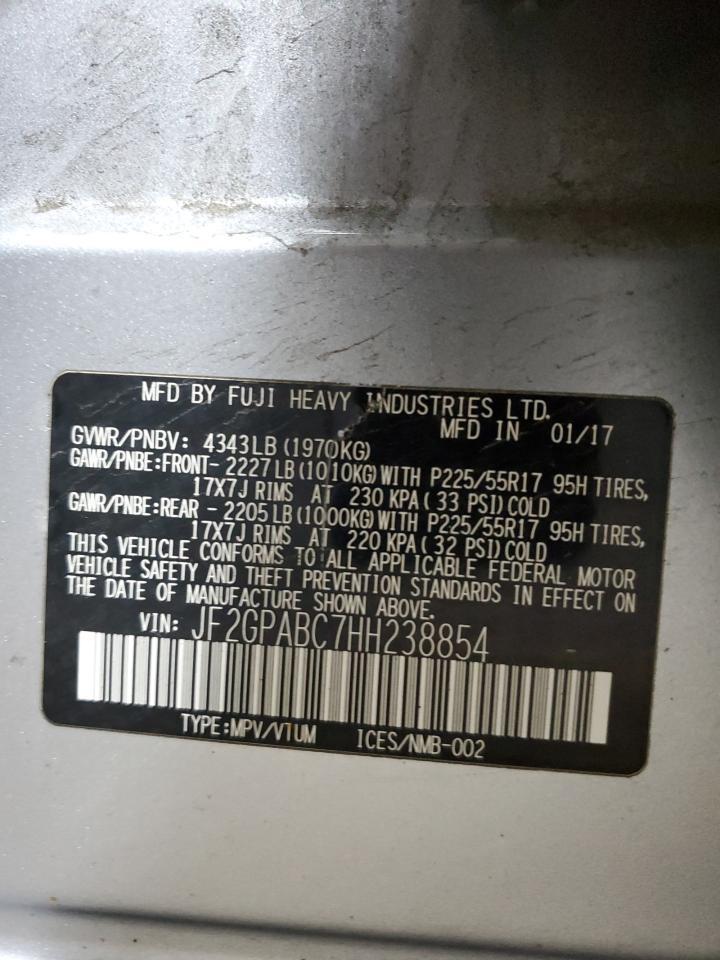 MFD BY FUJI HEAVY INDUSTRIES LTD.
MFD IN 01/17
GVWR/PNBV: 4343LB (1970KG)
GAWR/PNBE:FRONT- 2227LB (1010KG) WITH P225/55R17 95H TIRES,
17X7J RIMS AT 230 KPA (33 PSI) COLD
GAWR/PNBE:REAR - 2205LB (1000KG) WITH P225/55R17 95H TIRES,
17X7J RIMS AT 220 KPA (32 PSI) COLD
THIS VEHICLE CONFORMS TO ALL APPLICABLE FEDERAL MOTOR
VEHICLE SAFETY AND THEFT PREVENTION STANDARDS IN EFFECT ON
THE DATE OF MANUFACTURE SHOWN ABOVE.
VIN: JF2GPABC7HH238854
TYPE:MPV/VTUM ICES/NMB-002